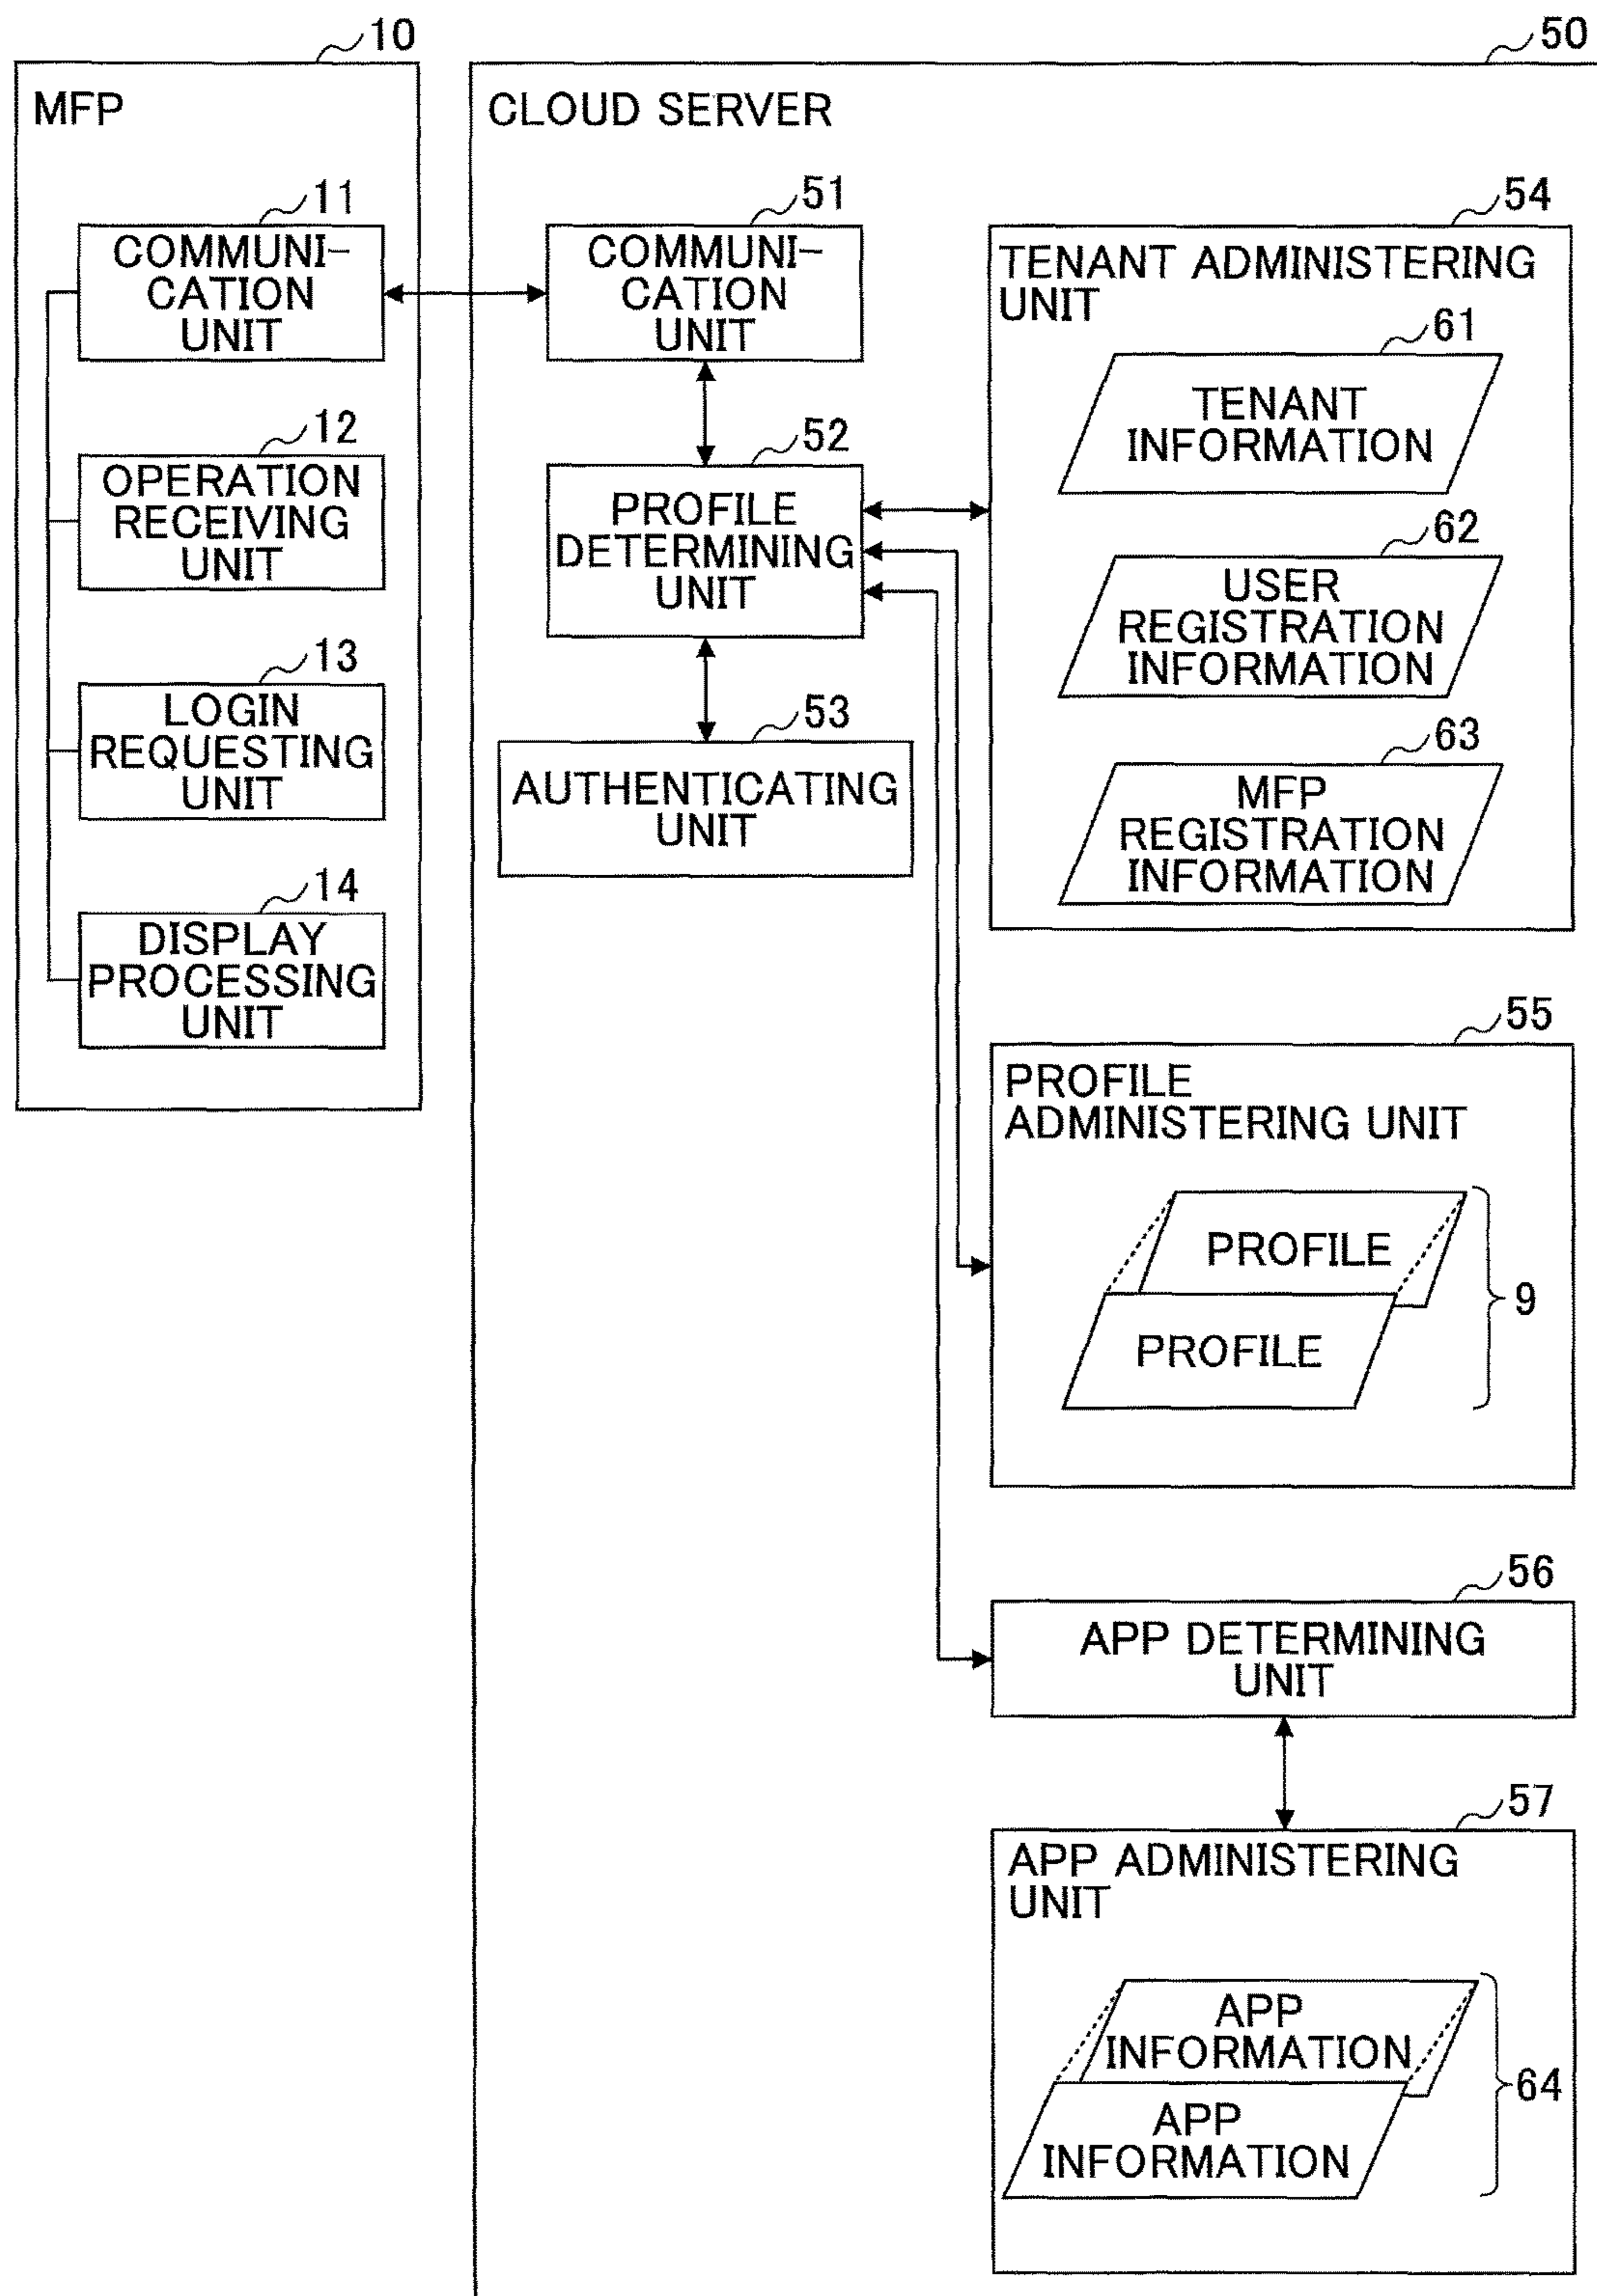 10
MFP
11
COMMUNI-
CATION
UNIT
12
OPERATION
RECEIVING
UNIT
13
LOGIN
REQUESTING
UNIT
14
DISPLAY
PROCESSING
UNIT
50
CLOUD SERVER
51
COMMUNI-
CATION
UNIT
52
PROFILE
DETERMINING
UNIT
53
AUTHENTICATING
UNIT
54
TENANT ADMINISTERING
UNIT
61
TENANT
INFORMATION
62
USER
REGISTRATION
INFORMATION
63
MFP
REGISTRATION
INFORMATION
55
PROFILE
ADMINISTERING UNIT
PROFILE
PROFILE
9
56
APP DETERMINING
UNIT
57
APP ADMINISTERING
UNIT
APP
INFORMATION
APP
INFORMATION
64